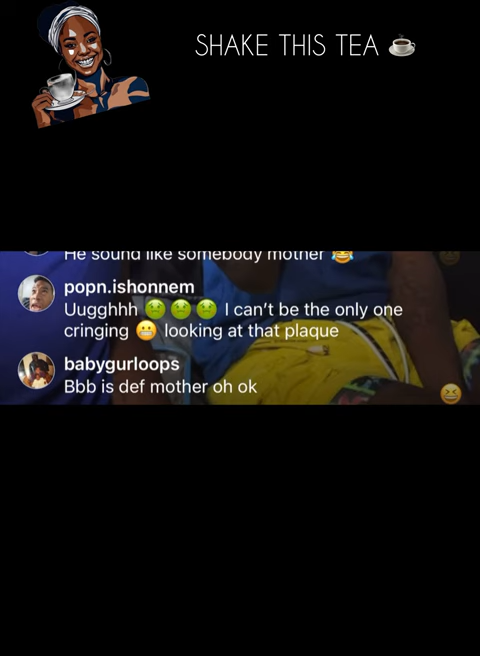 SHAKE THIS TEA ☕
He sound like somebody mother 😂
popn.ishonnem
Uugghhh 🤢🤢🤢 I can’t be the only one
cringing 😬 looking at that plaque
babygurloops
Bbb is def mother oh ok